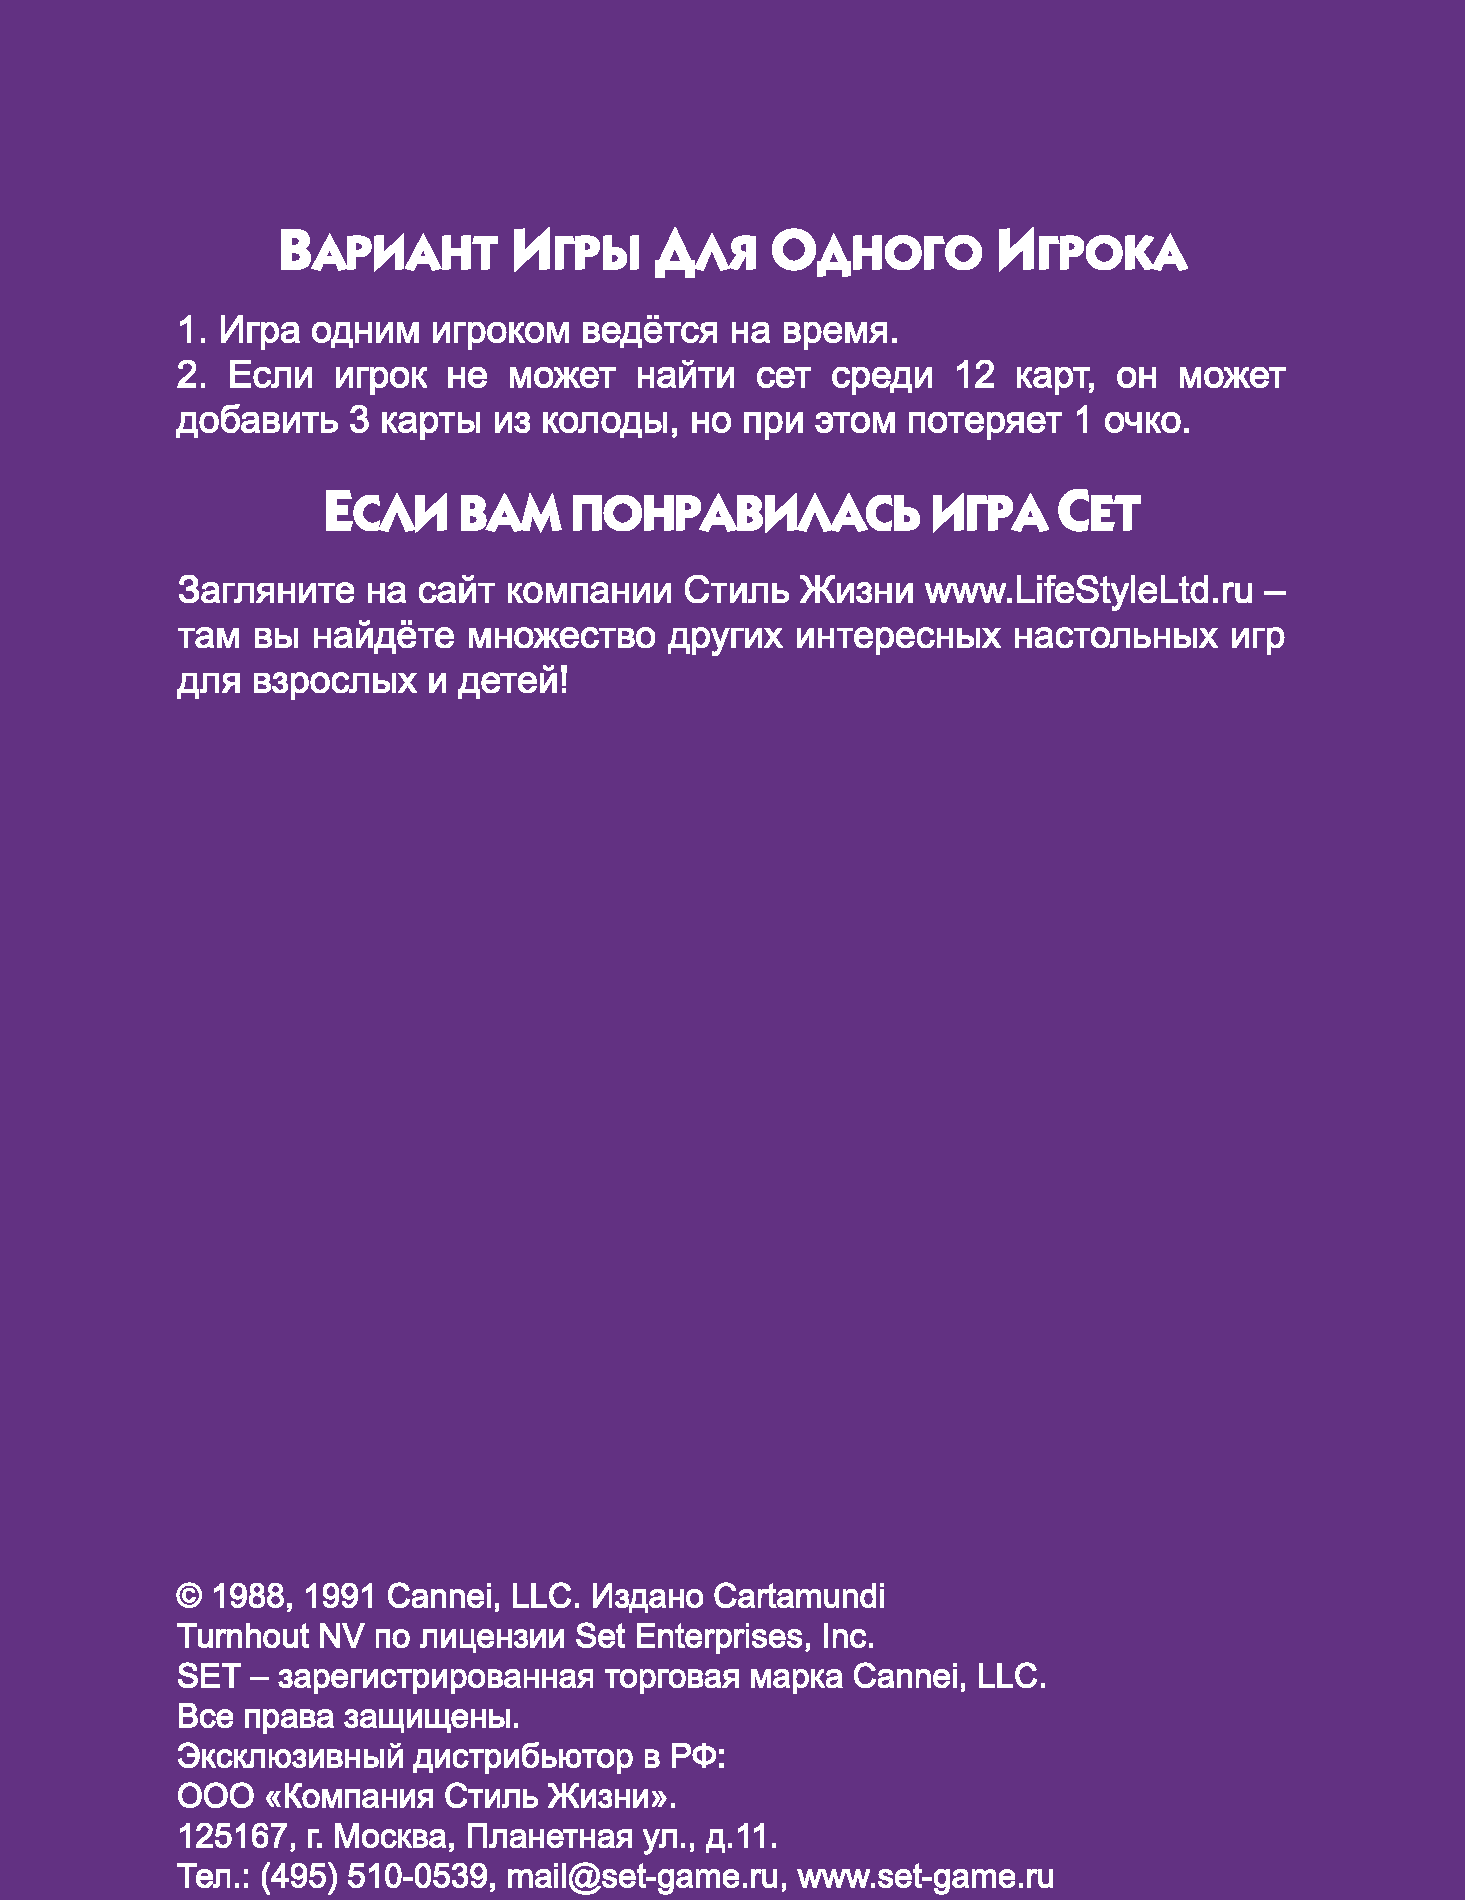 Вариант Игры Для Одного Игрока
1. Игра одним игроком ведётся на время.
2. Если игрок не может найти сет среди 12 карт, он может
добавить 3 карты из колоды, но при этом потеряет 1 очко.
Если вам понравилась игра Сет
Загляните на сайт компании Стиль Жизни www.LifeStyleLtd.ru –
там вы найдёте множество других интересных настольных игр
для взрослых и детей!
© 1988, 1991 Cannei, LLC. Издано Cartamundi
Turnhout NV по лицензии Set Enterprises, Inc.
SET – зарегистрированная торговая марка Cannei, LLC.
Все права защищены.
Эксклюзивный дистрибьютор в РФ:
ООО «Компания Стиль Жизни».
125167, г. Москва, Планетная ул., д.11.
Тел.: (495) 510-0539, mail@set-game.ru, www.set-game.ru